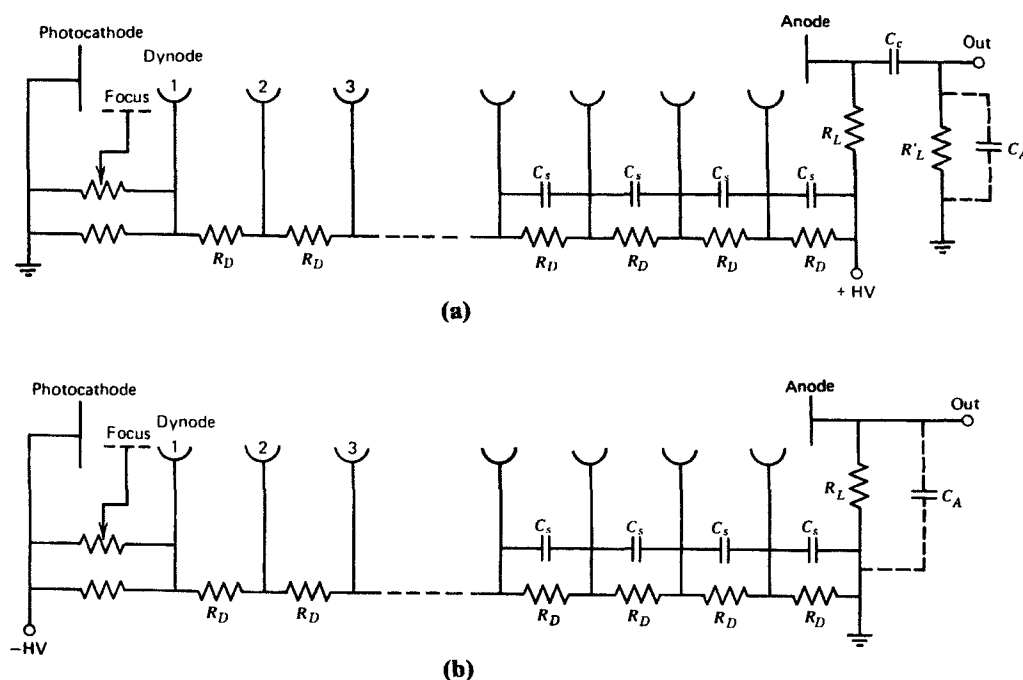 Photocathode
Dynode
Focus
1
2
3
Anode
C_c
Out
R_L
R'_L
C_A
C_s
C_s
C_s
C_s
R_D
R_D
R_D
R_D
R_D
R_D
+ HV
(a)
Photocathode
Dynode
Focus
1
2
3
Anode
Out
R_L
C_A
C_s
C_s
C_s
C_s
R_D
R_D
R_D
R_D
R_D
R_D
−HV
(b)